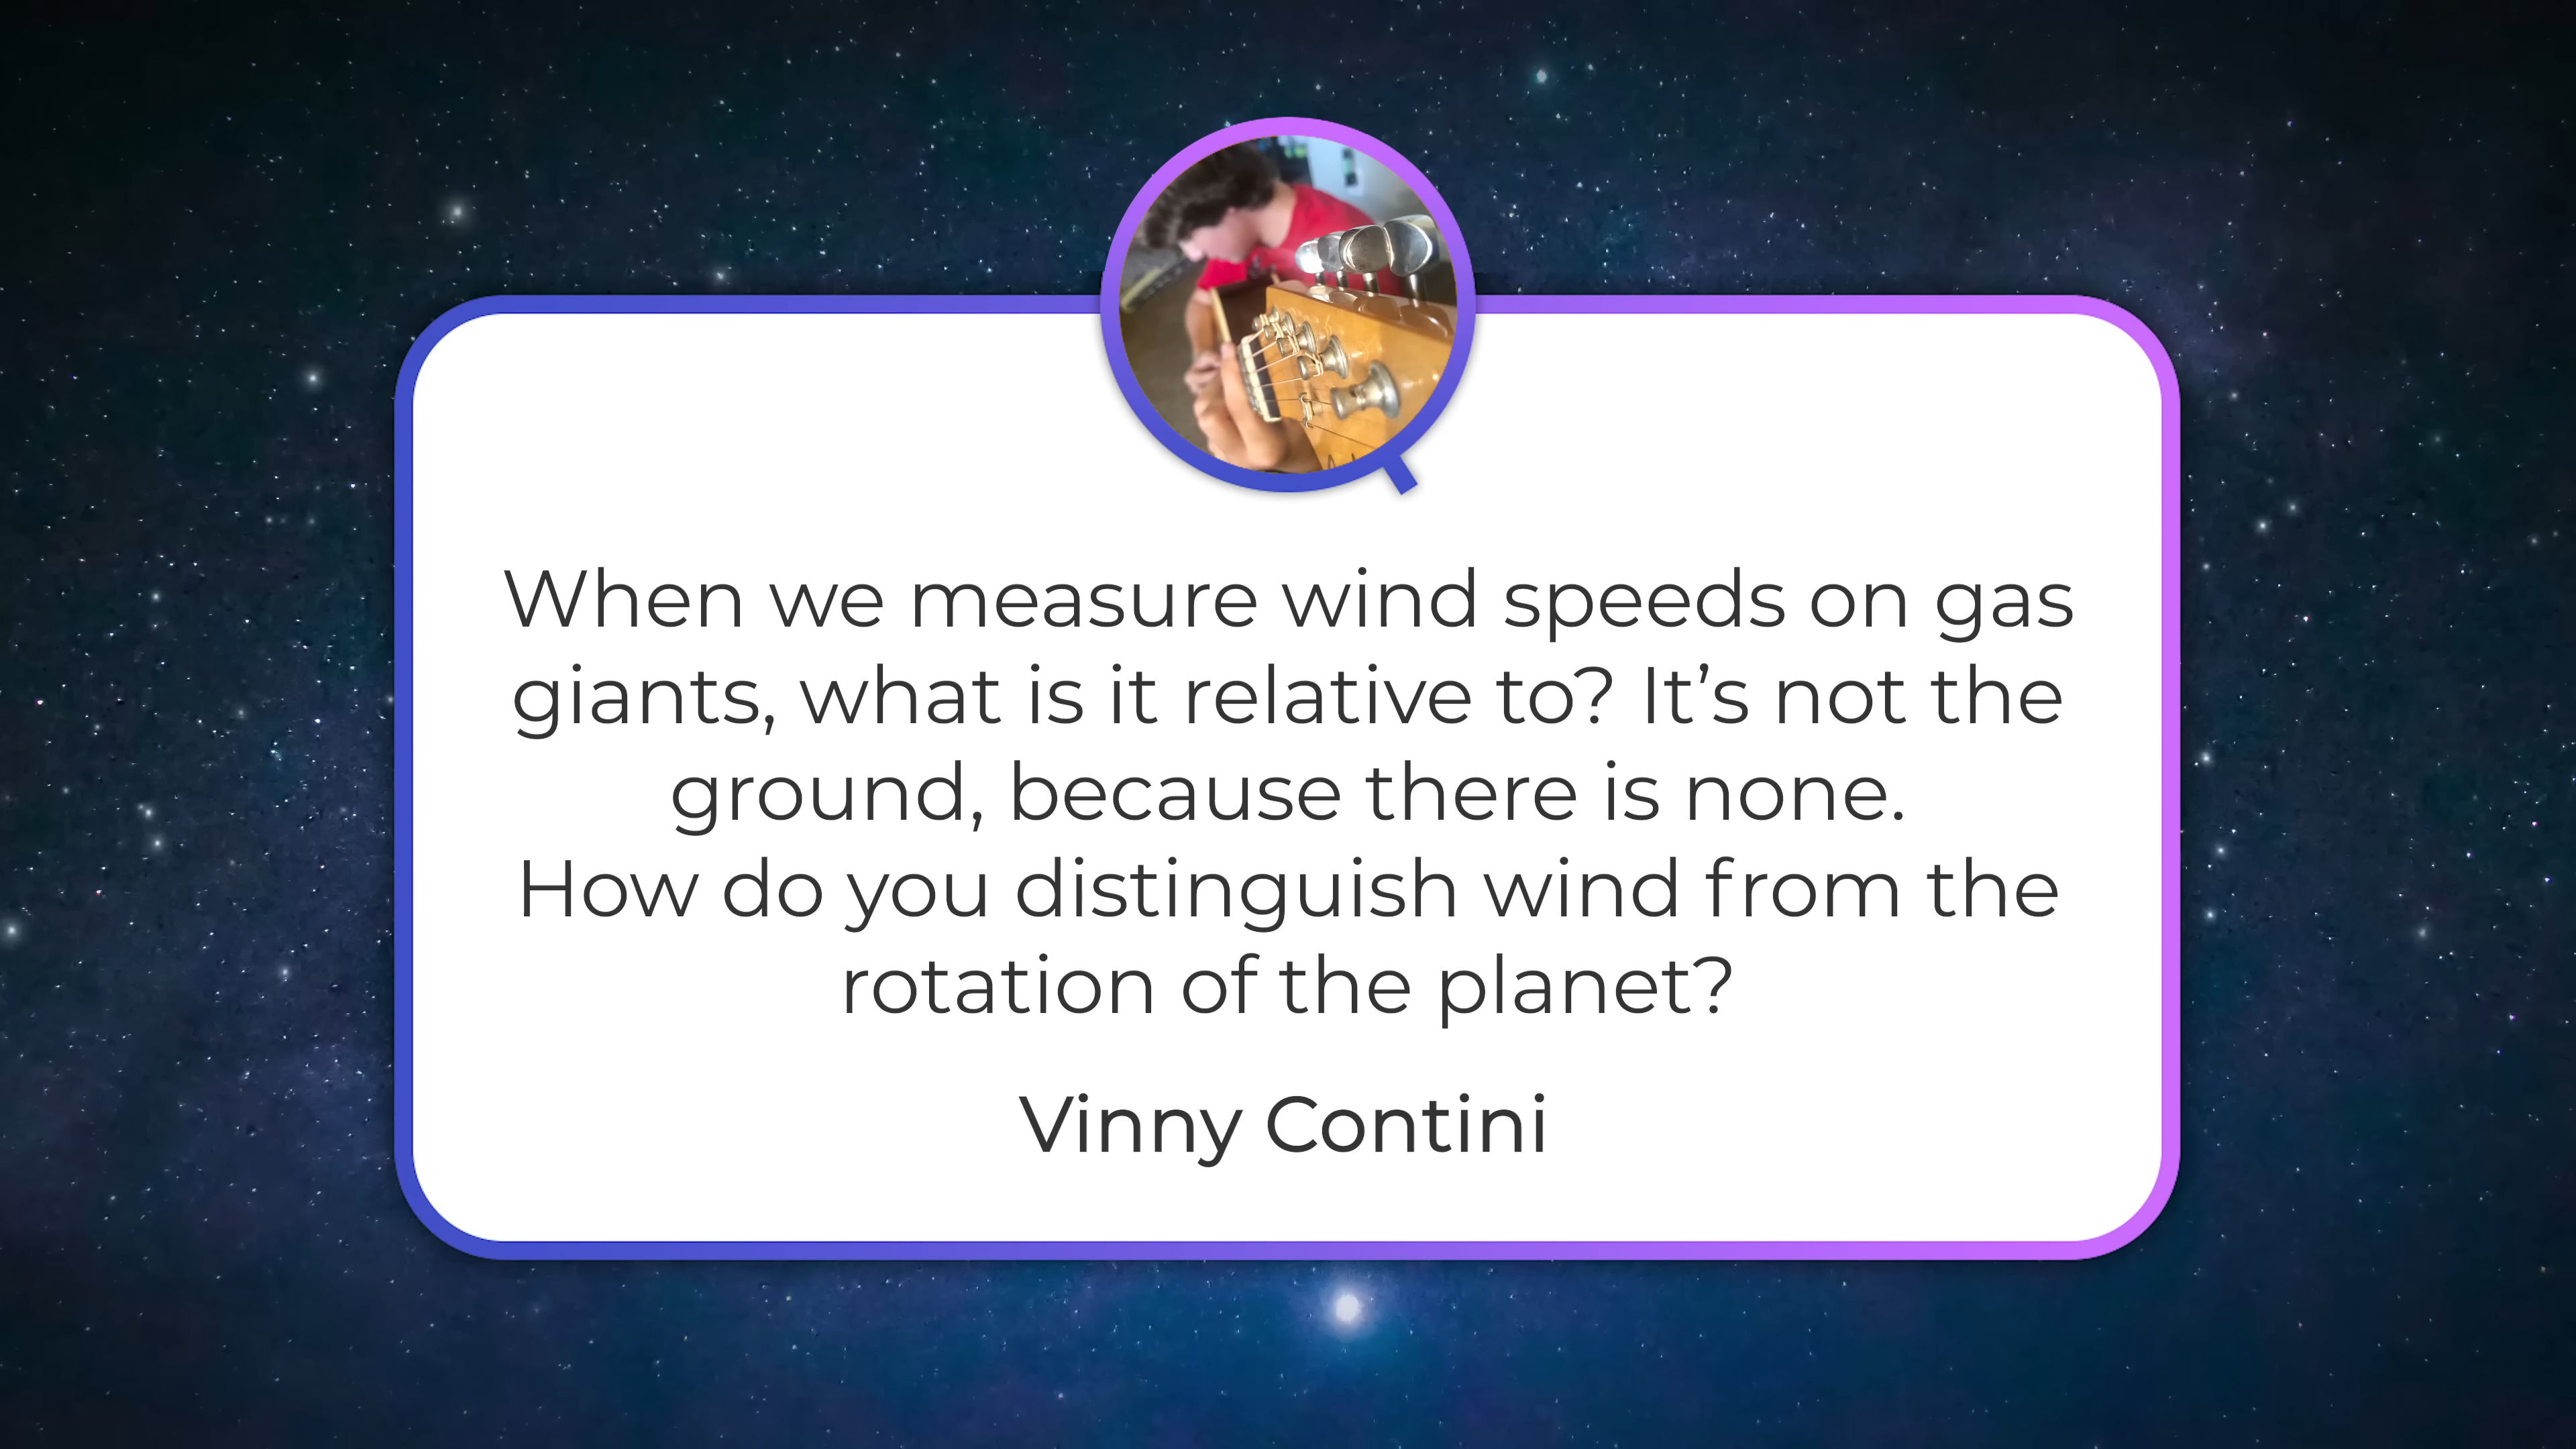 When we measure wind speeds on gas
giants, what is it relative to? It’s not the
ground, because there is none.
How do you distinguish wind from the
rotation of the planet?
Vinny Contini